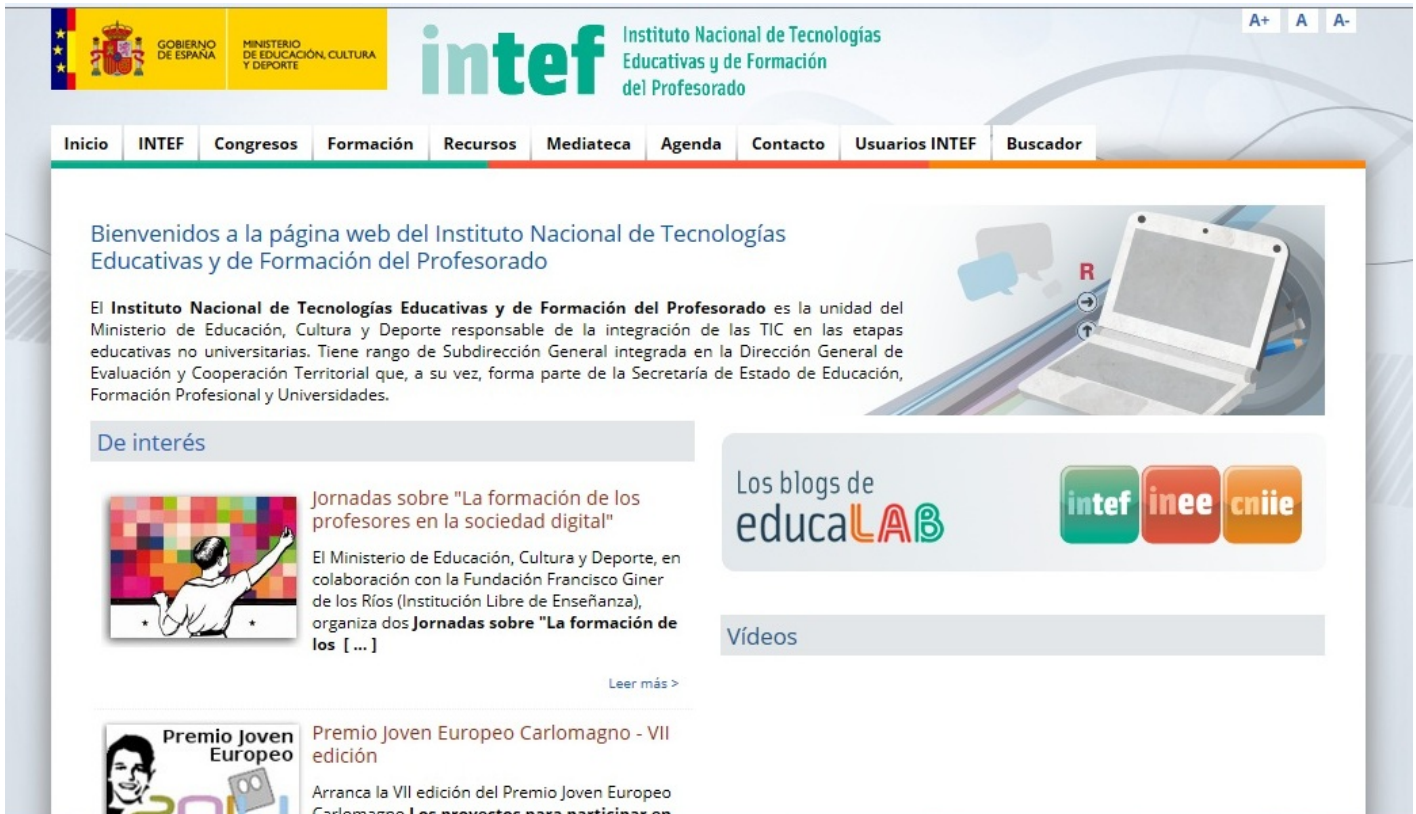 GOBIERNO
DE ESPAÑA
MINISTERIO
DE EDUCACIÓN, CULTURA
Y DEPORTE
intef
Instituto Nacional de Tecnologías
Educativas y de Formación
del Profesorado
A+ A A-
Inicio INTEF Congresos Formación Recursos Mediateca Agenda Contacto Usuarios INTEF Buscador
Bienvenidos a la página web del Instituto Nacional de Tecnologías
Educativas y de Formación del Profesorado
El Instituto Nacional de Tecnologías Educativas y de Formación del Profesorado es la unidad del
Ministerio de Educación, Cultura y Deporte responsable de la integración de las TIC en las etapas
educativas no universitarias. Tiene rango de Subdirección General integrada en la Dirección General de
Evaluación y Cooperación Territorial que, a su vez, forma parte de la Secretaría de Estado de Educación,
Formación Profesional y Universidades.
R
De interés
Jornadas sobre "La formación de los
profesores en la sociedad digital"
El Ministerio de Educación, Cultura y Deporte, en
colaboración con la Fundación Francisco Giner
de los Ríos (Institución Libre de Enseñanza),
organiza dos Jornadas sobre "La formación de
los [ ... ]
Leer más >
Premio Joven
Europeo
2014
Premio Joven Europeo Carlomagno - VII
edición
Arranca la VII edición del Premio Joven Europeo
Carlomagno Los proyectos para participar en
Los blogs de
educaLAB
intef inee cniie
Vídeos